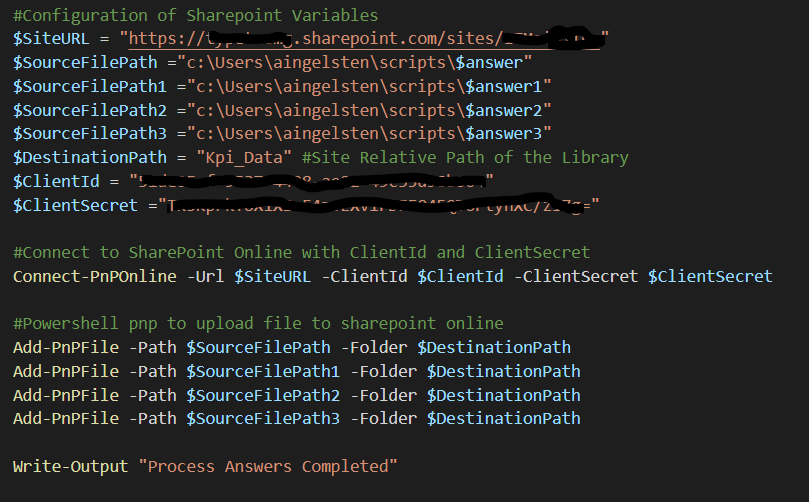 #Configuration of Sharepoint Variables
$SiteURL = "https:// .sharepoint.com/sites/ "
$SourceFilePath ="c:\Users\aingelsten\scripts\$answer"
$SourceFilePath1 ="c:\Users\aingelsten\scripts\$answer1"
$SourceFilePath2 ="c:\Users\aingelsten\scripts\$answer2"
$SourceFilePath3 ="c:\Users\aingelsten\scripts\$answer3"
$DestinationPath = "Kpi_Data" #Site Relative Path of the Library
$ClientId = " "
$ClientSecret =" "
#Connect to SharePoint Online with ClientId and ClientSecret
Connect-PnPOnline -Url $SiteURL -ClientId $ClientId -ClientSecret $ClientSecret
#Powershell pnp to upload file to sharepoint online
Add-PnPFile -Path $SourceFilePath -Folder $DestinationPath
Add-PnPFile -Path $SourceFilePath1 -Folder $DestinationPath
Add-PnPFile -Path $SourceFilePath2 -Folder $DestinationPath
Add-PnPFile -Path $SourceFilePath3 -Folder $DestinationPath
Write-Output "Process Answers Completed"